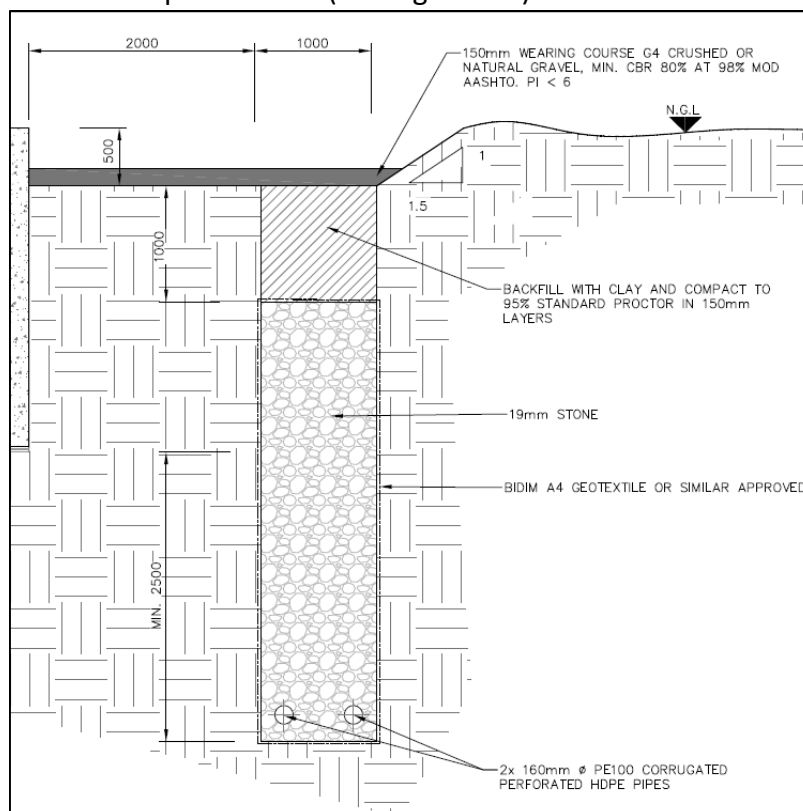 2000
1000
150mm WEARING COURSE G4 CRUSHED OR
NATURAL GRAVEL, MIN. CBR 80% AT 98% MOD
AASHTO. PI < 6
N.G.L
500
1
1.5
1000
BACKFILL WITH CLAY AND COMPACT TO
95% STANDARD PROCTOR IN 150mm
LAYERS
19mm STONE
BIDIM A4 GEOTEXTILE OR SIMILAR APPROVED
MIN. 2500
2x 160mm ø PE100 CORRUGATED
PERFORATED HDPE PIPES